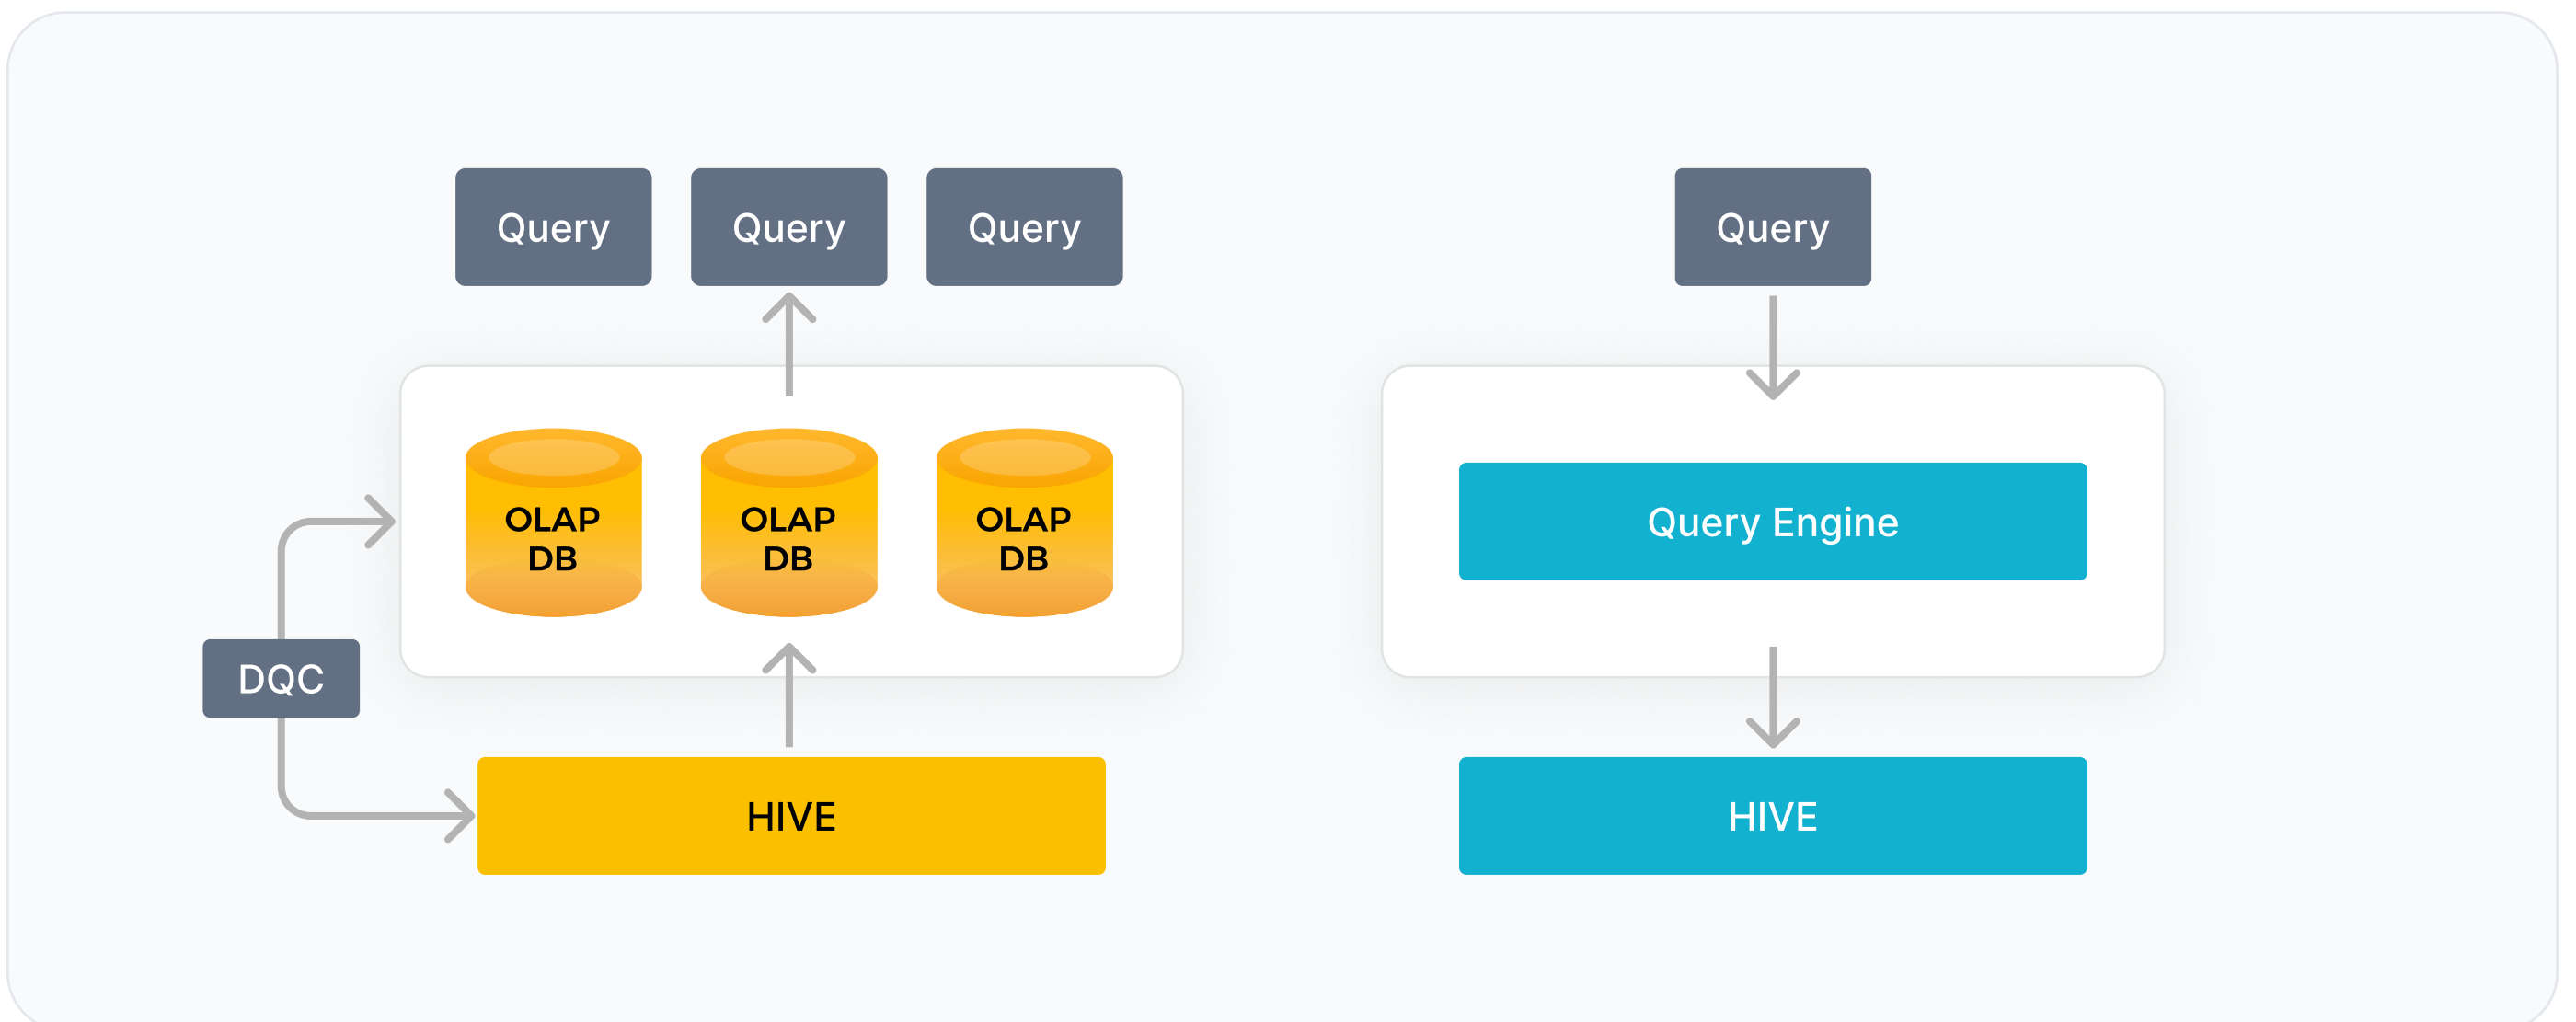 Query
Query
Query
OLAP
DB
OLAP
DB
OLAP
DB
DQC
HIVE
Query
Query Engine
HIVE